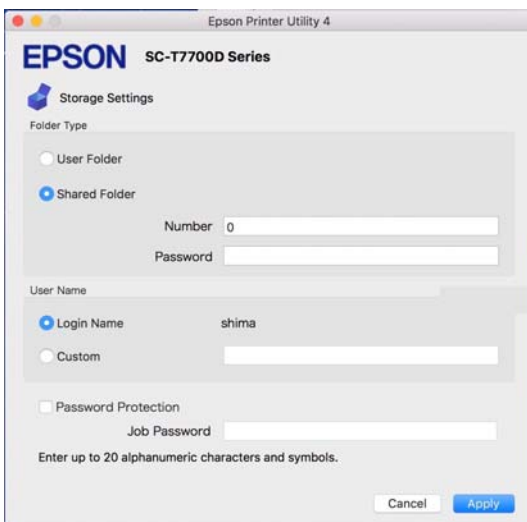 Epson Printer Utility 4
EPSON SC-T7700D Series
Storage Settings
Folder Type
User Folder
Shared Folder
Number 0
Password
User Name
Login Name shima
Custom
Password Protection
Job Password
Enter up to 20 alphanumeric characters and symbols.
Cancel Apply